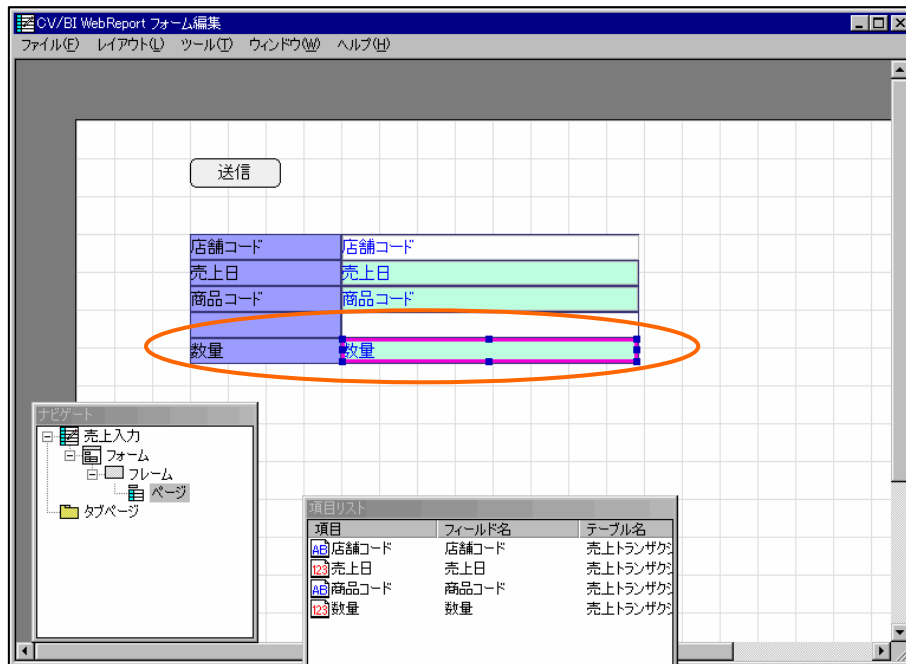 CV/BI WebReport フォーム編集
ファイル(F) レイアウト(L) ツール(T) ウィンドウ(W) ヘルプ(H)
送信
店舗コード 店舗コード
売上日 売上日
商品コード 商品コード
数量 数量
ナビゲート
売上入力
フォーム
フレーム
ページ
タブページ
項目リスト
項目 フィールド名 テーブル名
AB 店舗コード 店舗コード 売上トランザク
123 売上日 売上日 売上トランザク
AB 商品コード 商品コード 売上トランザク
123 数量 数量 売上トランザク